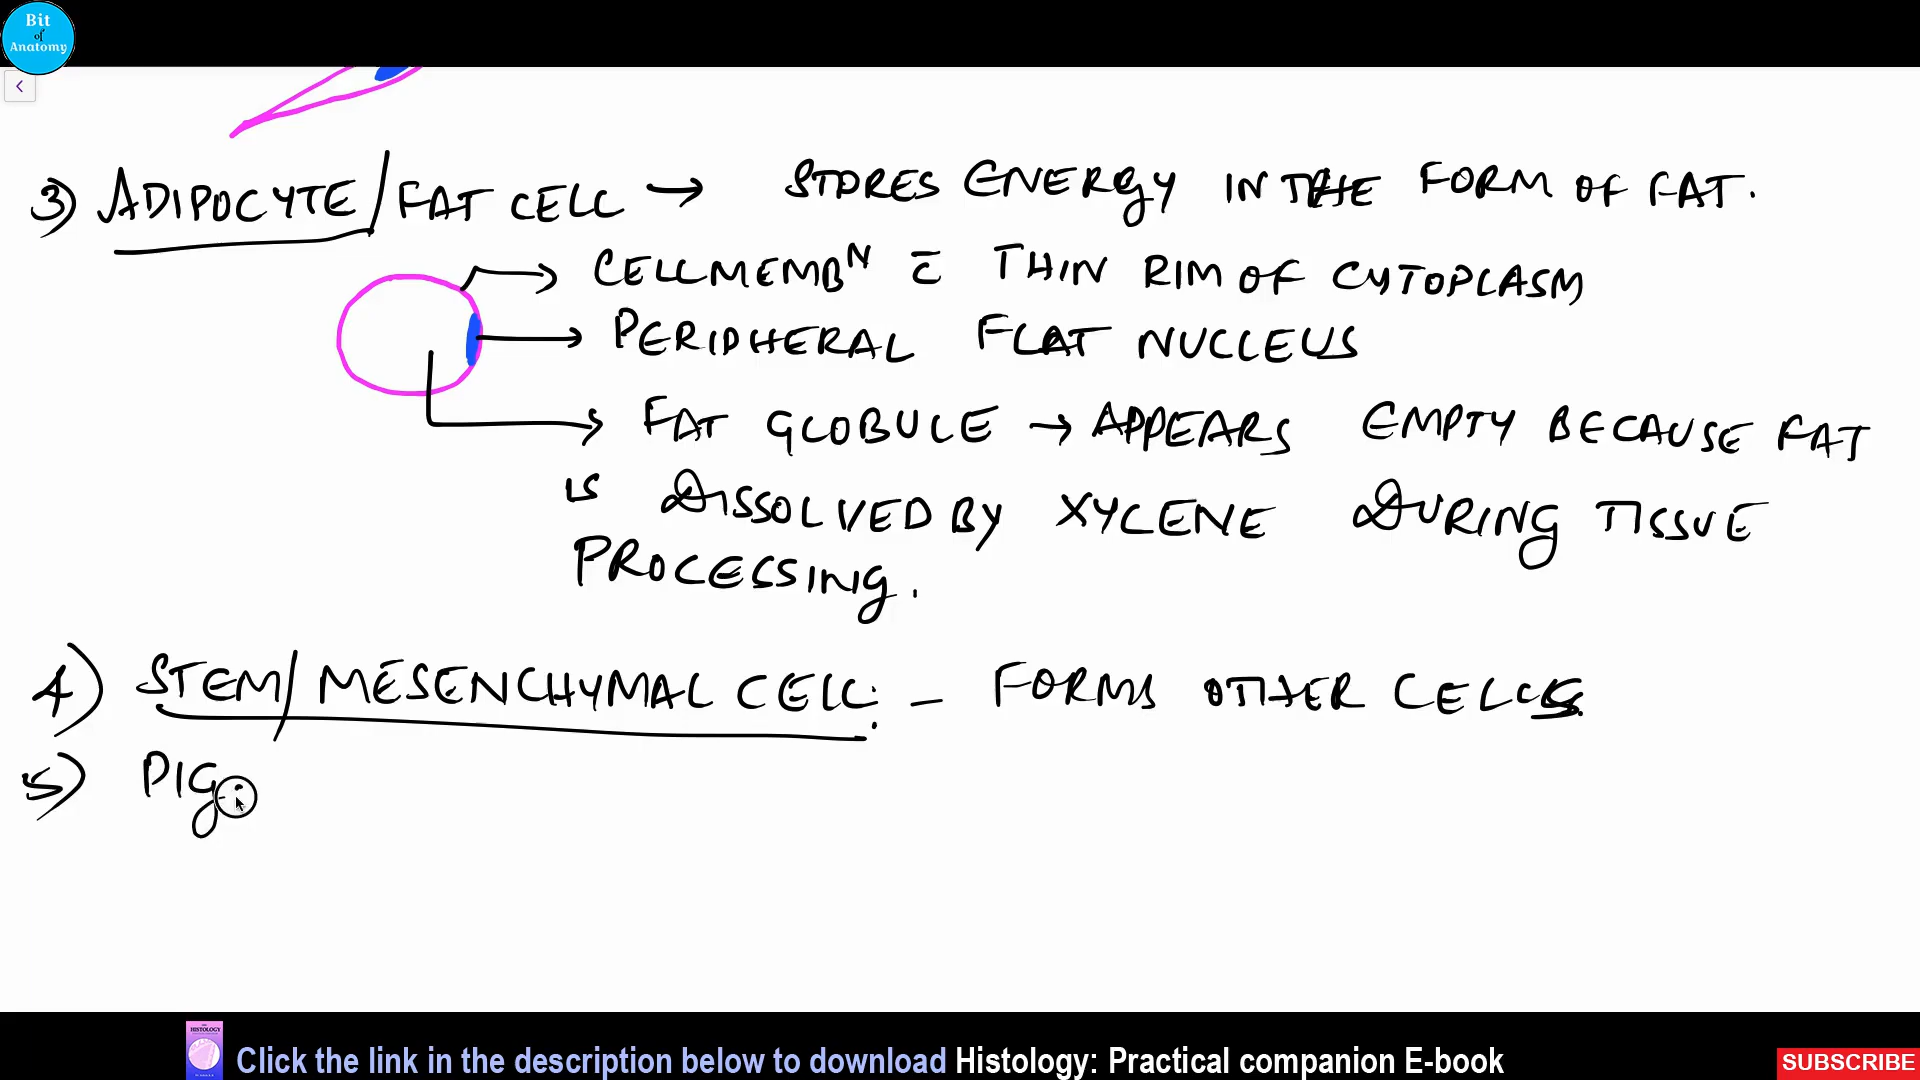 Bit
of
Anatomy
3) ADIPOCYTE/FAT CELL → STORES ENERGY IN THE FORM OF FAT.
→ CELLMEMBᴺ c̄ THIN RIM OF CYTOPLASM
→ PERIPHERAL FLAT NUCLEUS
→ FAT GLOBULE → APPEARS EMPTY BECAUSE FAT
IS DISSOLVED BY XYLENE DURING TISSUE
PROCESSING.
4) STEM/MESENCHYMAL CELL: - FORMS OTHER CELLS.
5) PIG
HISTOLOGY
Click the link in the description below to download Histology: Practical companion E-book
SUBSCRIBE